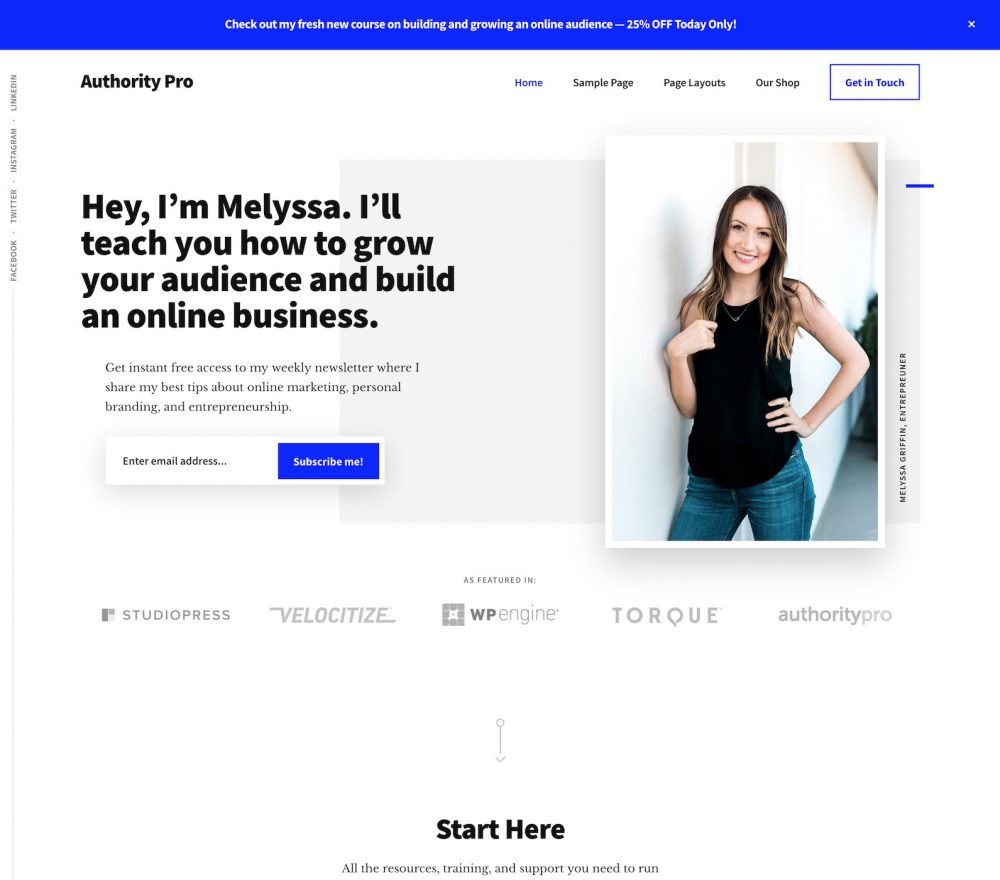 Check out my fresh new course on building and growing an online audience — 25% OFF Today Only!
×
Authority Pro
Home
Sample Page
Page Layouts
Our Shop
Get in Touch
FACEBOOK · TWITTER · INSTAGRAM · LINKEDIN
Hey, I’m Melyssa. I’ll
teach you how to grow
your audience and build
an online business.
Get instant free access to my weekly newsletter where I
share my best tips about online marketing, personal
branding, and entrepreneurship.
Enter email address...
Subscribe me!
MELYSSA GRIFFIN, ENTREPREUNER
AS FEATURED IN:
STUDIOPRESS
VELOCITIZE
WP engine
TORQUE
authoritypro
Start Here
All the resources, training, and support you need to run